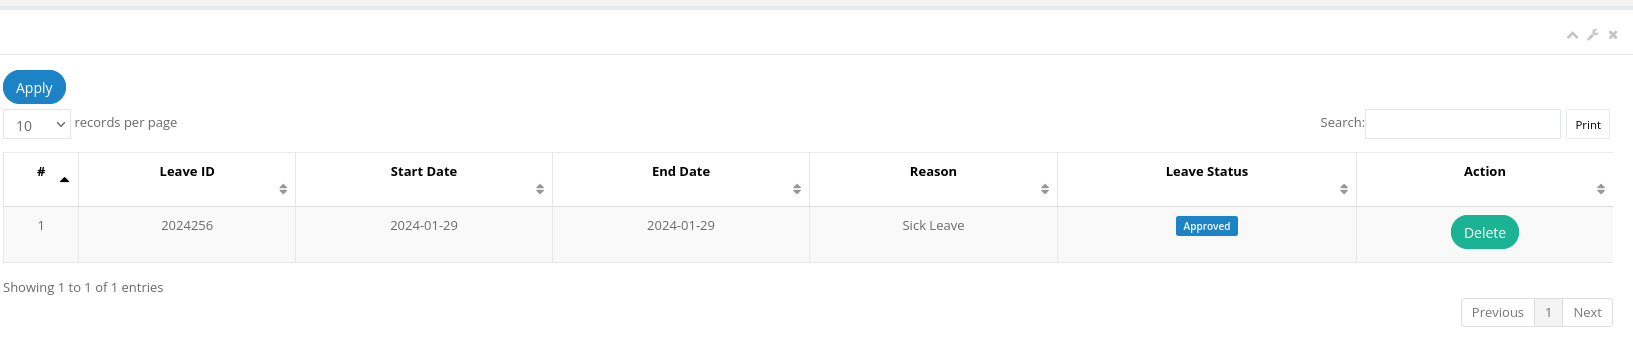 Apply
10 records per page Search: Print
# Leave ID Start Date End Date Reason Leave Status Action
1 2024256 2024-01-29 2024-01-29 Sick Leave Approved Delete
Showing 1 to 1 of 1 entries
Previous 1 Next